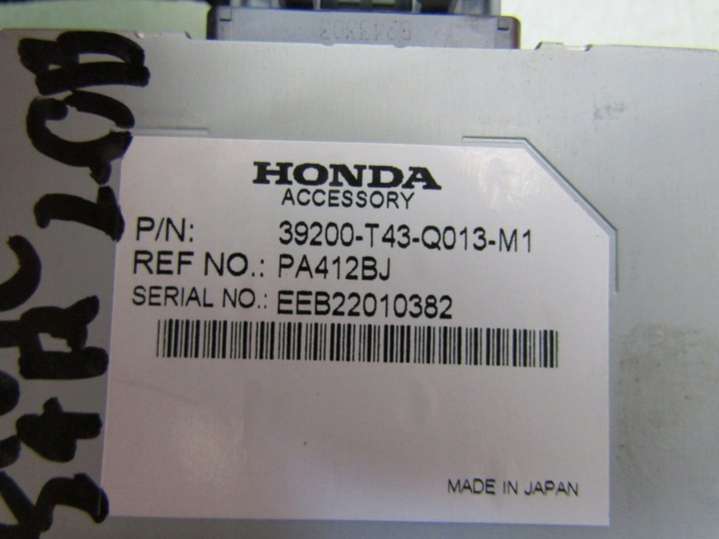 HONDA
ACCESSORY
P/N: 39200-T43-Q013-M1
REF NO.: PA412BJ
SERIAL NO.: EEB22010382
MADE IN JAPAN